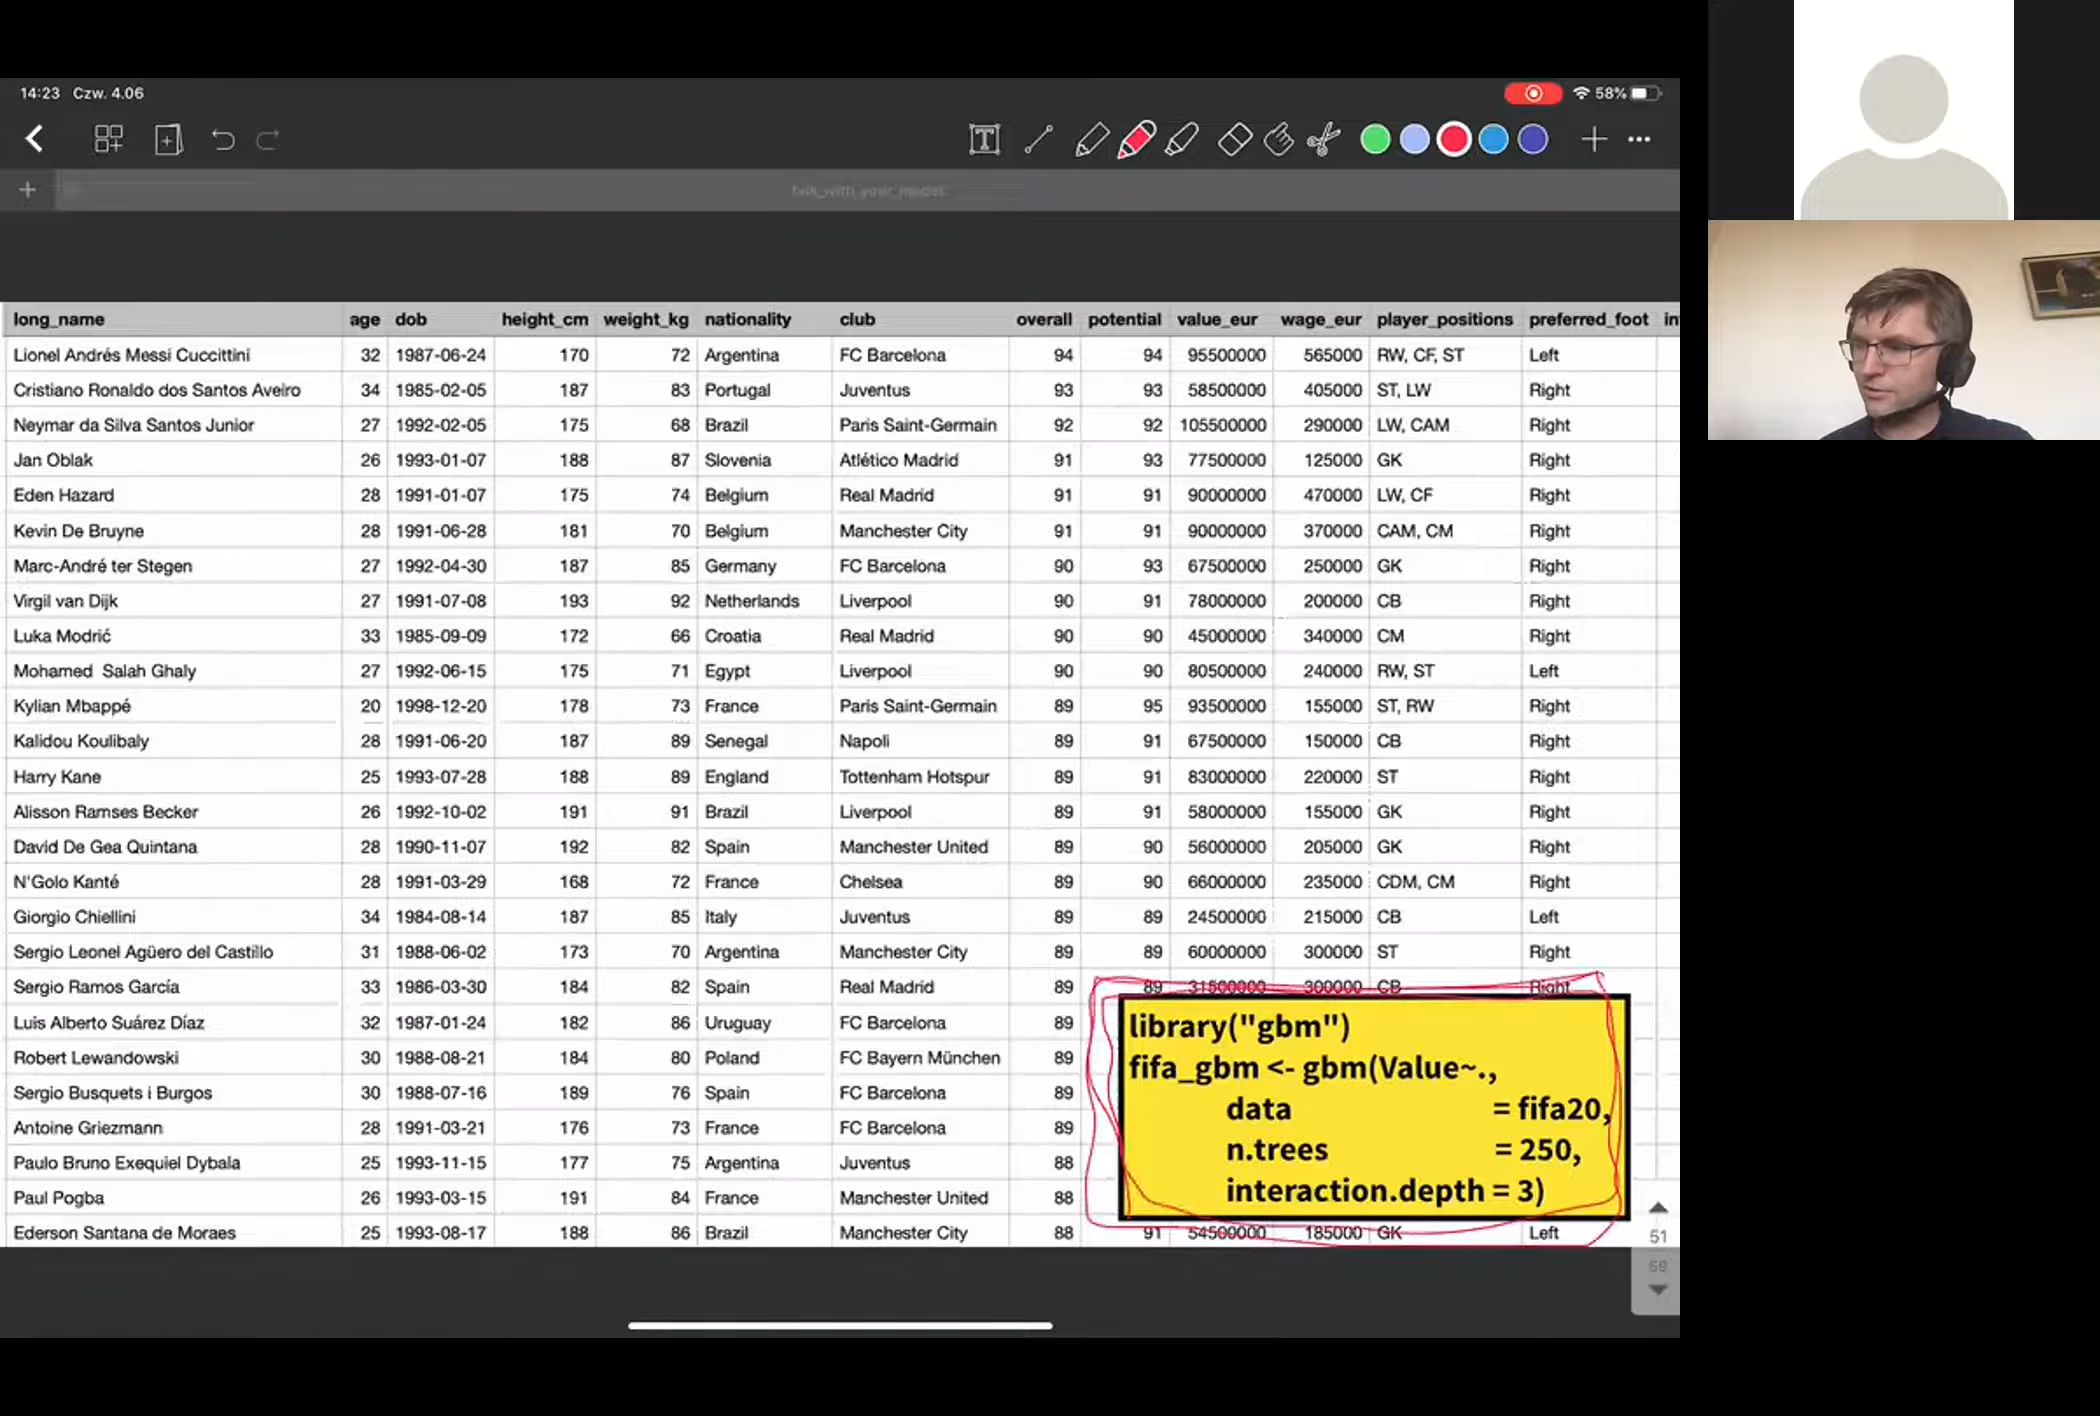 14:23 Czw. 4.06
58%
talk_with_your_model
long_name age dob height_cm weight_kg nationality club overall potential value_eur wage_eur player_positions preferred_foot in
Lionel Andrés Messi Cuccittini 32 1987-06-24 170 72 Argentina FC Barcelona 94 94 95500000 565000 RW, CF, ST Left
Cristiano Ronaldo dos Santos Aveiro 34 1985-02-05 187 83 Portugal Juventus 93 93 58500000 405000 ST, LW Right
Neymar da Silva Santos Junior 27 1992-02-05 175 68 Brazil Paris Saint-Germain 92 92 105500000 290000 LW, CAM Right
Jan Oblak 26 1993-01-07 188 87 Slovenia Atlético Madrid 91 93 77500000 125000 GK Right
Eden Hazard 28 1991-01-07 175 74 Belgium Real Madrid 91 91 90000000 470000 LW, CF Right
Kevin De Bruyne 28 1991-06-28 181 70 Belgium Manchester City 91 91 90000000 370000 CAM, CM Right
Marc-André ter Stegen 27 1992-04-30 187 85 Germany FC Barcelona 90 93 67500000 250000 GK Right
Virgil van Dijk 27 1991-07-08 193 92 Netherlands Liverpool 90 91 78000000 200000 CB Right
Luka Modrić 33 1985-09-09 172 66 Croatia Real Madrid 90 90 45000000 340000 CM Right
Mohamed Salah Ghaly 27 1992-06-15 175 71 Egypt Liverpool 90 90 80500000 240000 RW, ST Left
Kylian Mbappé 20 1998-12-20 178 73 France Paris Saint-Germain 89 95 93500000 155000 ST, RW Right
Kalidou Koulibaly 28 1991-06-20 187 89 Senegal Napoli 89 91 67500000 150000 CB Right
Harry Kane 25 1993-07-28 188 89 England Tottenham Hotspur 89 91 83000000 220000 ST Right
Alisson Ramses Becker 26 1992-10-02 191 91 Brazil Liverpool 89 91 58000000 155000 GK Right
David De Gea Quintana 28 1990-11-07 192 82 Spain Manchester United 89 90 56000000 205000 GK Right
N'Golo Kanté 28 1991-03-29 168 72 France Chelsea 89 90 66000000 235000 CDM, CM Right
Giorgio Chiellini 34 1984-08-14 187 85 Italy Juventus 89 89 24500000 215000 CB Left
Sergio Leonel Agüero del Castillo 31 1988-06-02 173 70 Argentina Manchester City 89 89 60000000 300000 ST Right
Sergio Ramos García 33 1986-03-30 184 82 Spain Real Madrid 89 89 31500000 300000 CB Right
Luis Alberto Suárez Díaz 32 1987-01-24 182 86 Uruguay FC Barcelona 89
Robert Lewandowski 30 1988-08-21 184 80 Poland FC Bayern München 89
Sergio Busquets i Burgos 30 1988-07-16 189 76 Spain FC Barcelona 89
Antoine Griezmann 28 1991-03-21 176 73 France FC Barcelona 89
Paulo Bruno Exequiel Dybala 25 1993-11-15 177 75 Argentina Juventus 88
Paul Pogba 26 1993-03-15 191 84 France Manchester United 88
Ederson Santana de Moraes 25 1993-08-17 188 86 Brazil Manchester City 88 91 54500000 185000 GK Left
library("gbm")
fifa_gbm <- gbm(Value~.,
data = fifa20,
n.trees = 250,
interaction.depth = 3)
51
59